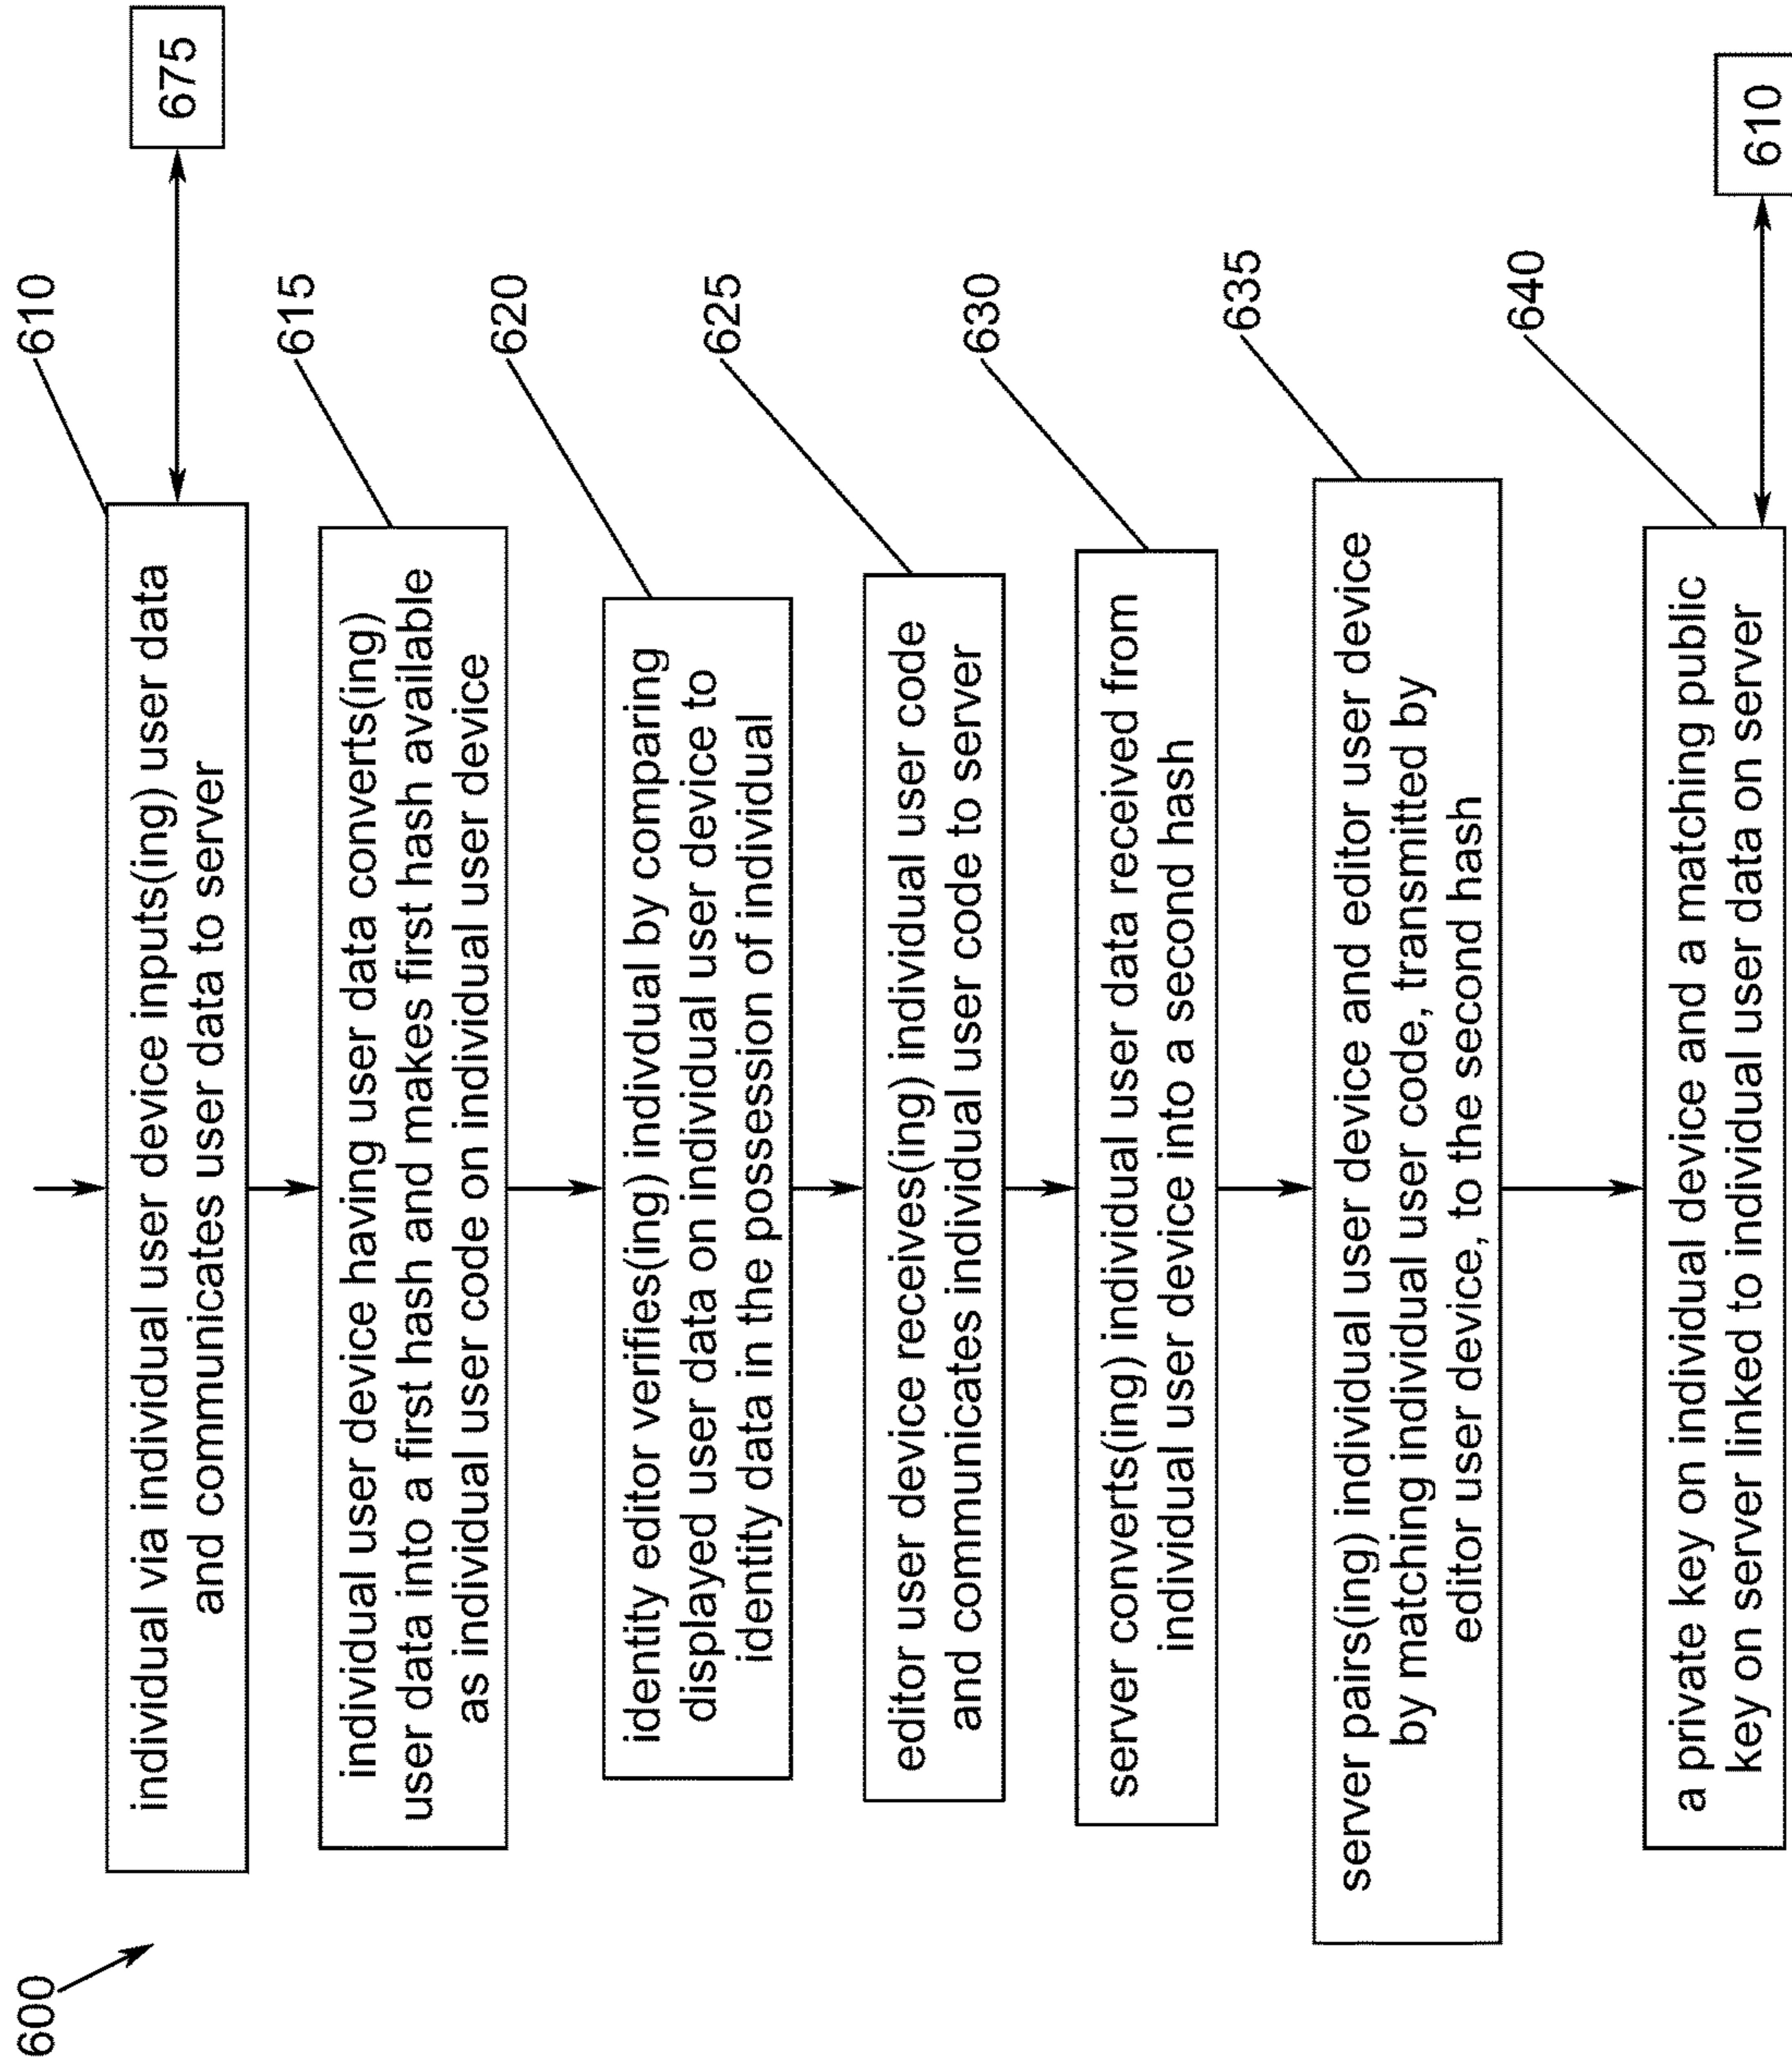 600
610
individual via individual user device inputs(ing) user data
and communicates user data to server
675
615
individual user device having user data converts(ing)
user data into a first hash and makes first hash available
as individual user code on individual user device
620
identity editor verifies(ing) indivdual by comparing
displayed user data on individual user device to
identity data in the possession of individual
625
editor user device receives(ing) individual user code
and communicates individual user code to server
630
server converts(ing) individual user data received from
individual user device into a second hash
635
server pairs(ing) individual user device and editor user device
by matching individual user code, transmitted by
editor user device, to the second hash
640
a private key on individual device and a matching public
key on server linked to individual user data on server
610